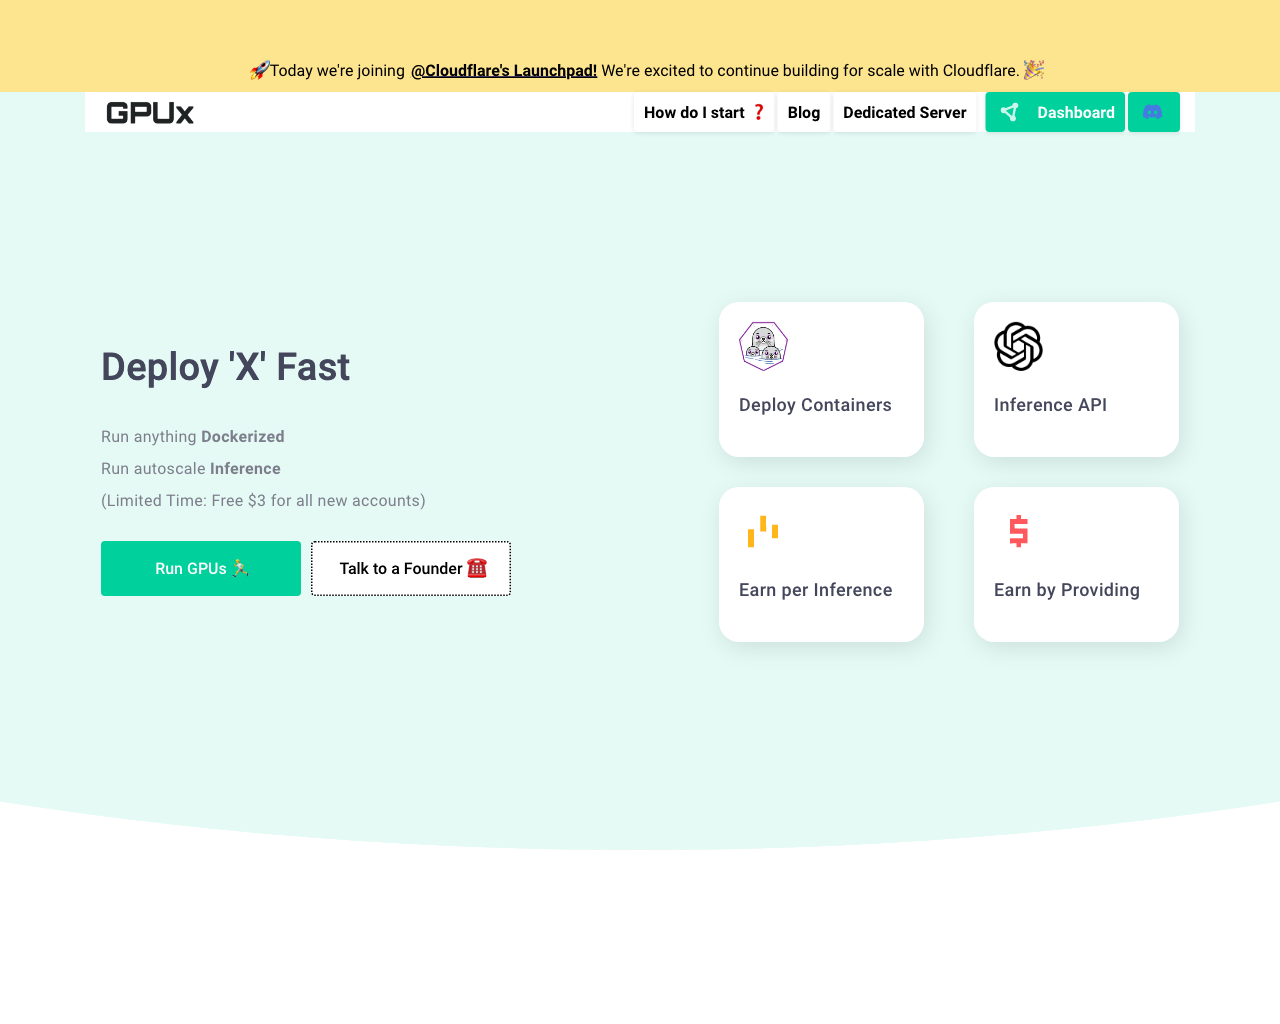 🚀Today we're joining @Cloudflare's Launchpad! We're excited to continue building for scale with Cloudflare.🎉
GPUX
How do I start ❓
Blog
Dedicated Server
Dashboard
Deploy 'X' Fast
Run anything Dockerized
Run autoscale Inference
(Limited Time: Free $3 for all new accounts)
Run GPUs 🏃
Talk to a Founder ☎️
Deploy Containers
Inference API
Earn per Inference
Earn by Providing